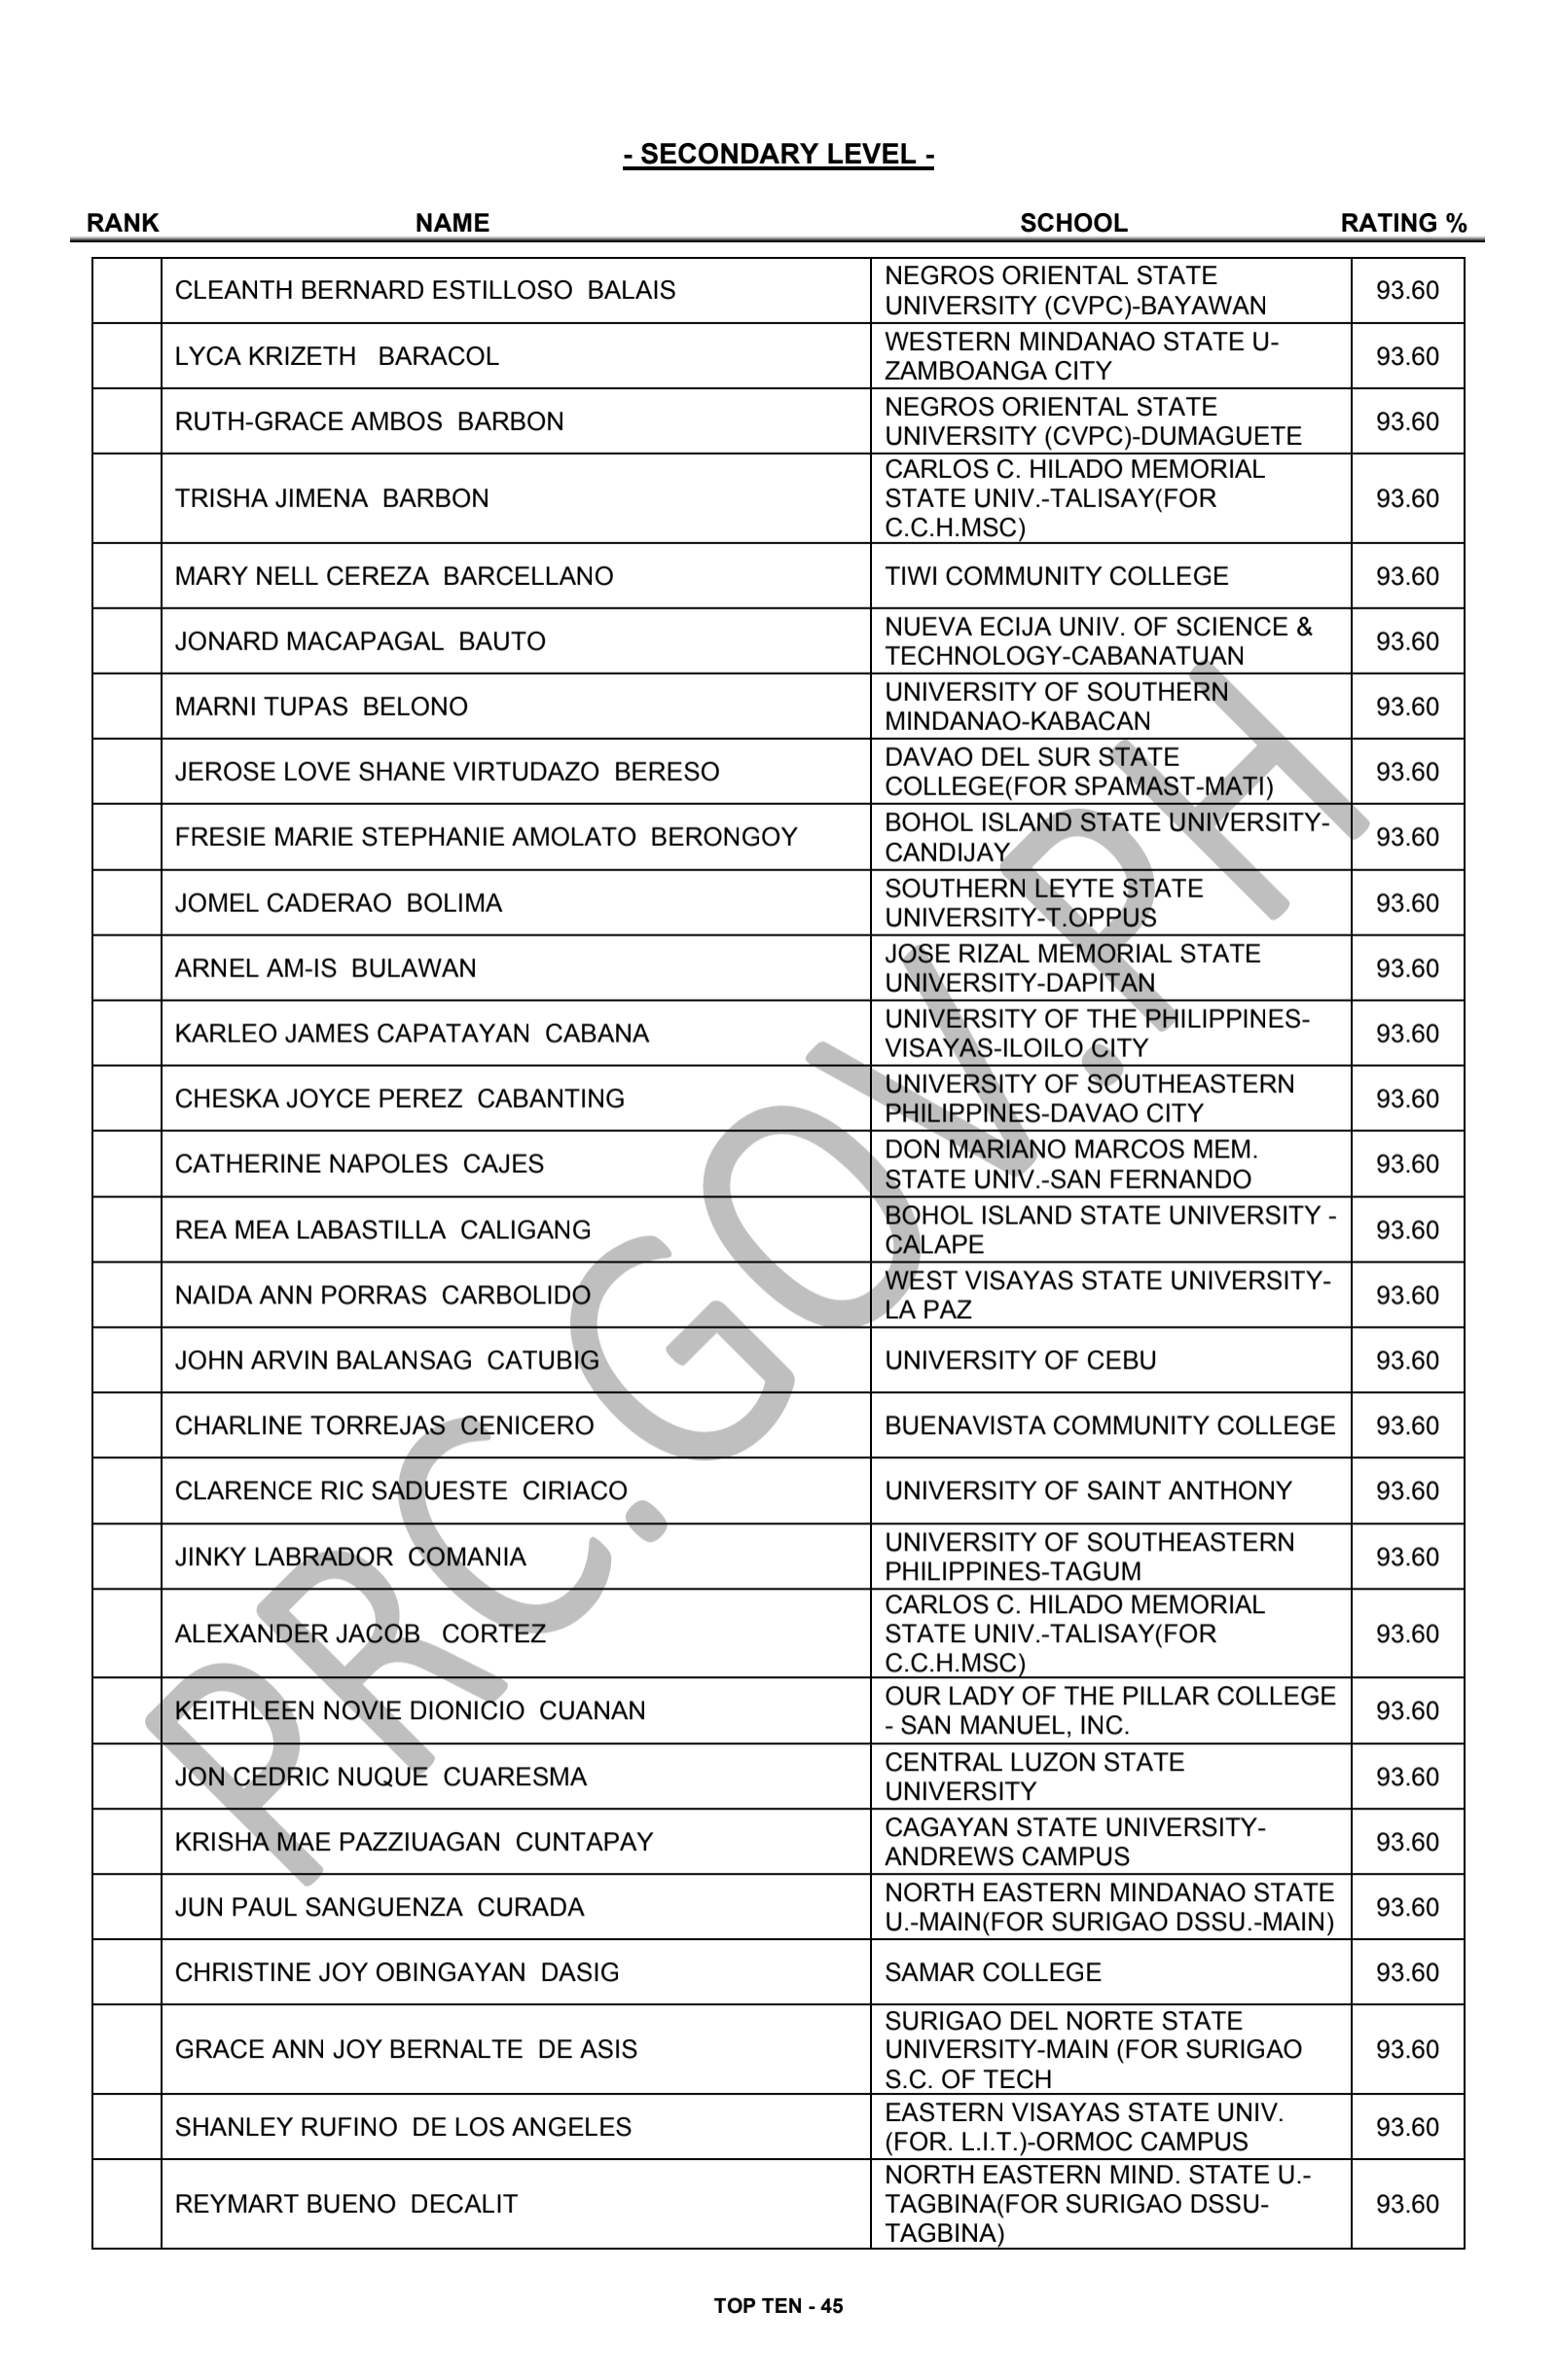 - SECONDARY LEVEL -
RANK NAME SCHOOL RATING %
CLEANTH BERNARD ESTILLOSO BALAIS NEGROS ORIENTAL STATE UNIVERSITY (CVPC)-BAYAWAN 93.60
LYCA KRIZETH BARACOL WESTERN MINDANAO STATE U-ZAMBOANGA CITY 93.60
RUTH-GRACE AMBOS BARBON NEGROS ORIENTAL STATE UNIVERSITY (CVPC)-DUMAGUETE 93.60
TRISHA JIMENA BARBON CARLOS C. HILADO MEMORIAL STATE UNIV.-TALISAY(FOR C.C.H.MSC) 93.60
MARY NELL CEREZA BARCELLANO TIWI COMMUNITY COLLEGE 93.60
JONARD MACAPAGAL BAUTO NUEVA ECIJA UNIV. OF SCIENCE & TECHNOLOGY-CABANATUAN 93.60
MARNI TUPAS BELONO UNIVERSITY OF SOUTHERN MINDANAO-KABACAN 93.60
JEROSE LOVE SHANE VIRTUDAZO BERESO DAVAO DEL SUR STATE COLLEGE(FOR SPAMAST-MATI) 93.60
FRESIE MARIE STEPHANIE AMOLATO BERONGOY BOHOL ISLAND STATE UNIVERSITY-CANDIJAY 93.60
JOMEL CADERAO BOLIMA SOUTHERN LEYTE STATE UNIVERSITY-T.OPPUS 93.60
ARNEL AM-IS BULAWAN JOSE RIZAL MEMORIAL STATE UNIVERSITY-DAPITAN 93.60
KARLEO JAMES CAPATAYAN CABANA UNIVERSITY OF THE PHILIPPINES-VISAYAS-ILOILO CITY 93.60
CHESKA JOYCE PEREZ CABANTING UNIVERSITY OF SOUTHEASTERN PHILIPPINES-DAVAO CITY 93.60
CATHERINE NAPOLES CAJES DON MARIANO MARCOS MEM. STATE UNIV.-SAN FERNANDO 93.60
REA MEA LABASTILLA CALIGANG BOHOL ISLAND STATE UNIVERSITY - CALAPE 93.60
NAIDA ANN PORRAS CARBOLIDO WEST VISAYAS STATE UNIVERSITY-LA PAZ 93.60
JOHN ARVIN BALANSAG CATUBIG UNIVERSITY OF CEBU 93.60
CHARLINE TORREJAS CENICERO BUENAVISTA COMMUNITY COLLEGE 93.60
CLARENCE RIC SADUESTE CIRIACO UNIVERSITY OF SAINT ANTHONY 93.60
JINKY LABRADOR COMANIA UNIVERSITY OF SOUTHEASTERN PHILIPPINES-TAGUM 93.60
ALEXANDER JACOB CORTEZ CARLOS C. HILADO MEMORIAL STATE UNIV.-TALISAY(FOR C.C.H.MSC) 93.60
KEITHLEEN NOVIE DIONICIO CUANAN OUR LADY OF THE PILLAR COLLEGE - SAN MANUEL, INC. 93.60
JON CEDRIC NUQUE CUARESMA CENTRAL LUZON STATE UNIVERSITY 93.60
KRISHA MAE PAZZIUAGAN CUNTAPAY CAGAYAN STATE UNIVERSITY-ANDREWS CAMPUS 93.60
JUN PAUL SANGUENZA CURADA NORTH EASTERN MINDANAO STATE U.-MAIN(FOR SURIGAO DSSU.-MAIN) 93.60
CHRISTINE JOY OBINGAYAN DASIG SAMAR COLLEGE 93.60
GRACE ANN JOY BERNALTE DE ASIS SURIGAO DEL NORTE STATE UNIVERSITY-MAIN (FOR SURIGAO S.C. OF TECH 93.60
SHANLEY RUFINO DE LOS ANGELES EASTERN VISAYAS STATE UNIV. (FOR. L.I.T.)-ORMOC CAMPUS 93.60
REYMART BUENO DECALIT NORTH EASTERN MIND. STATE U.-TAGBINA(FOR SURIGAO DSSU-TAGBINA) 93.60
PRC.GOV.PH
TOP TEN - 45